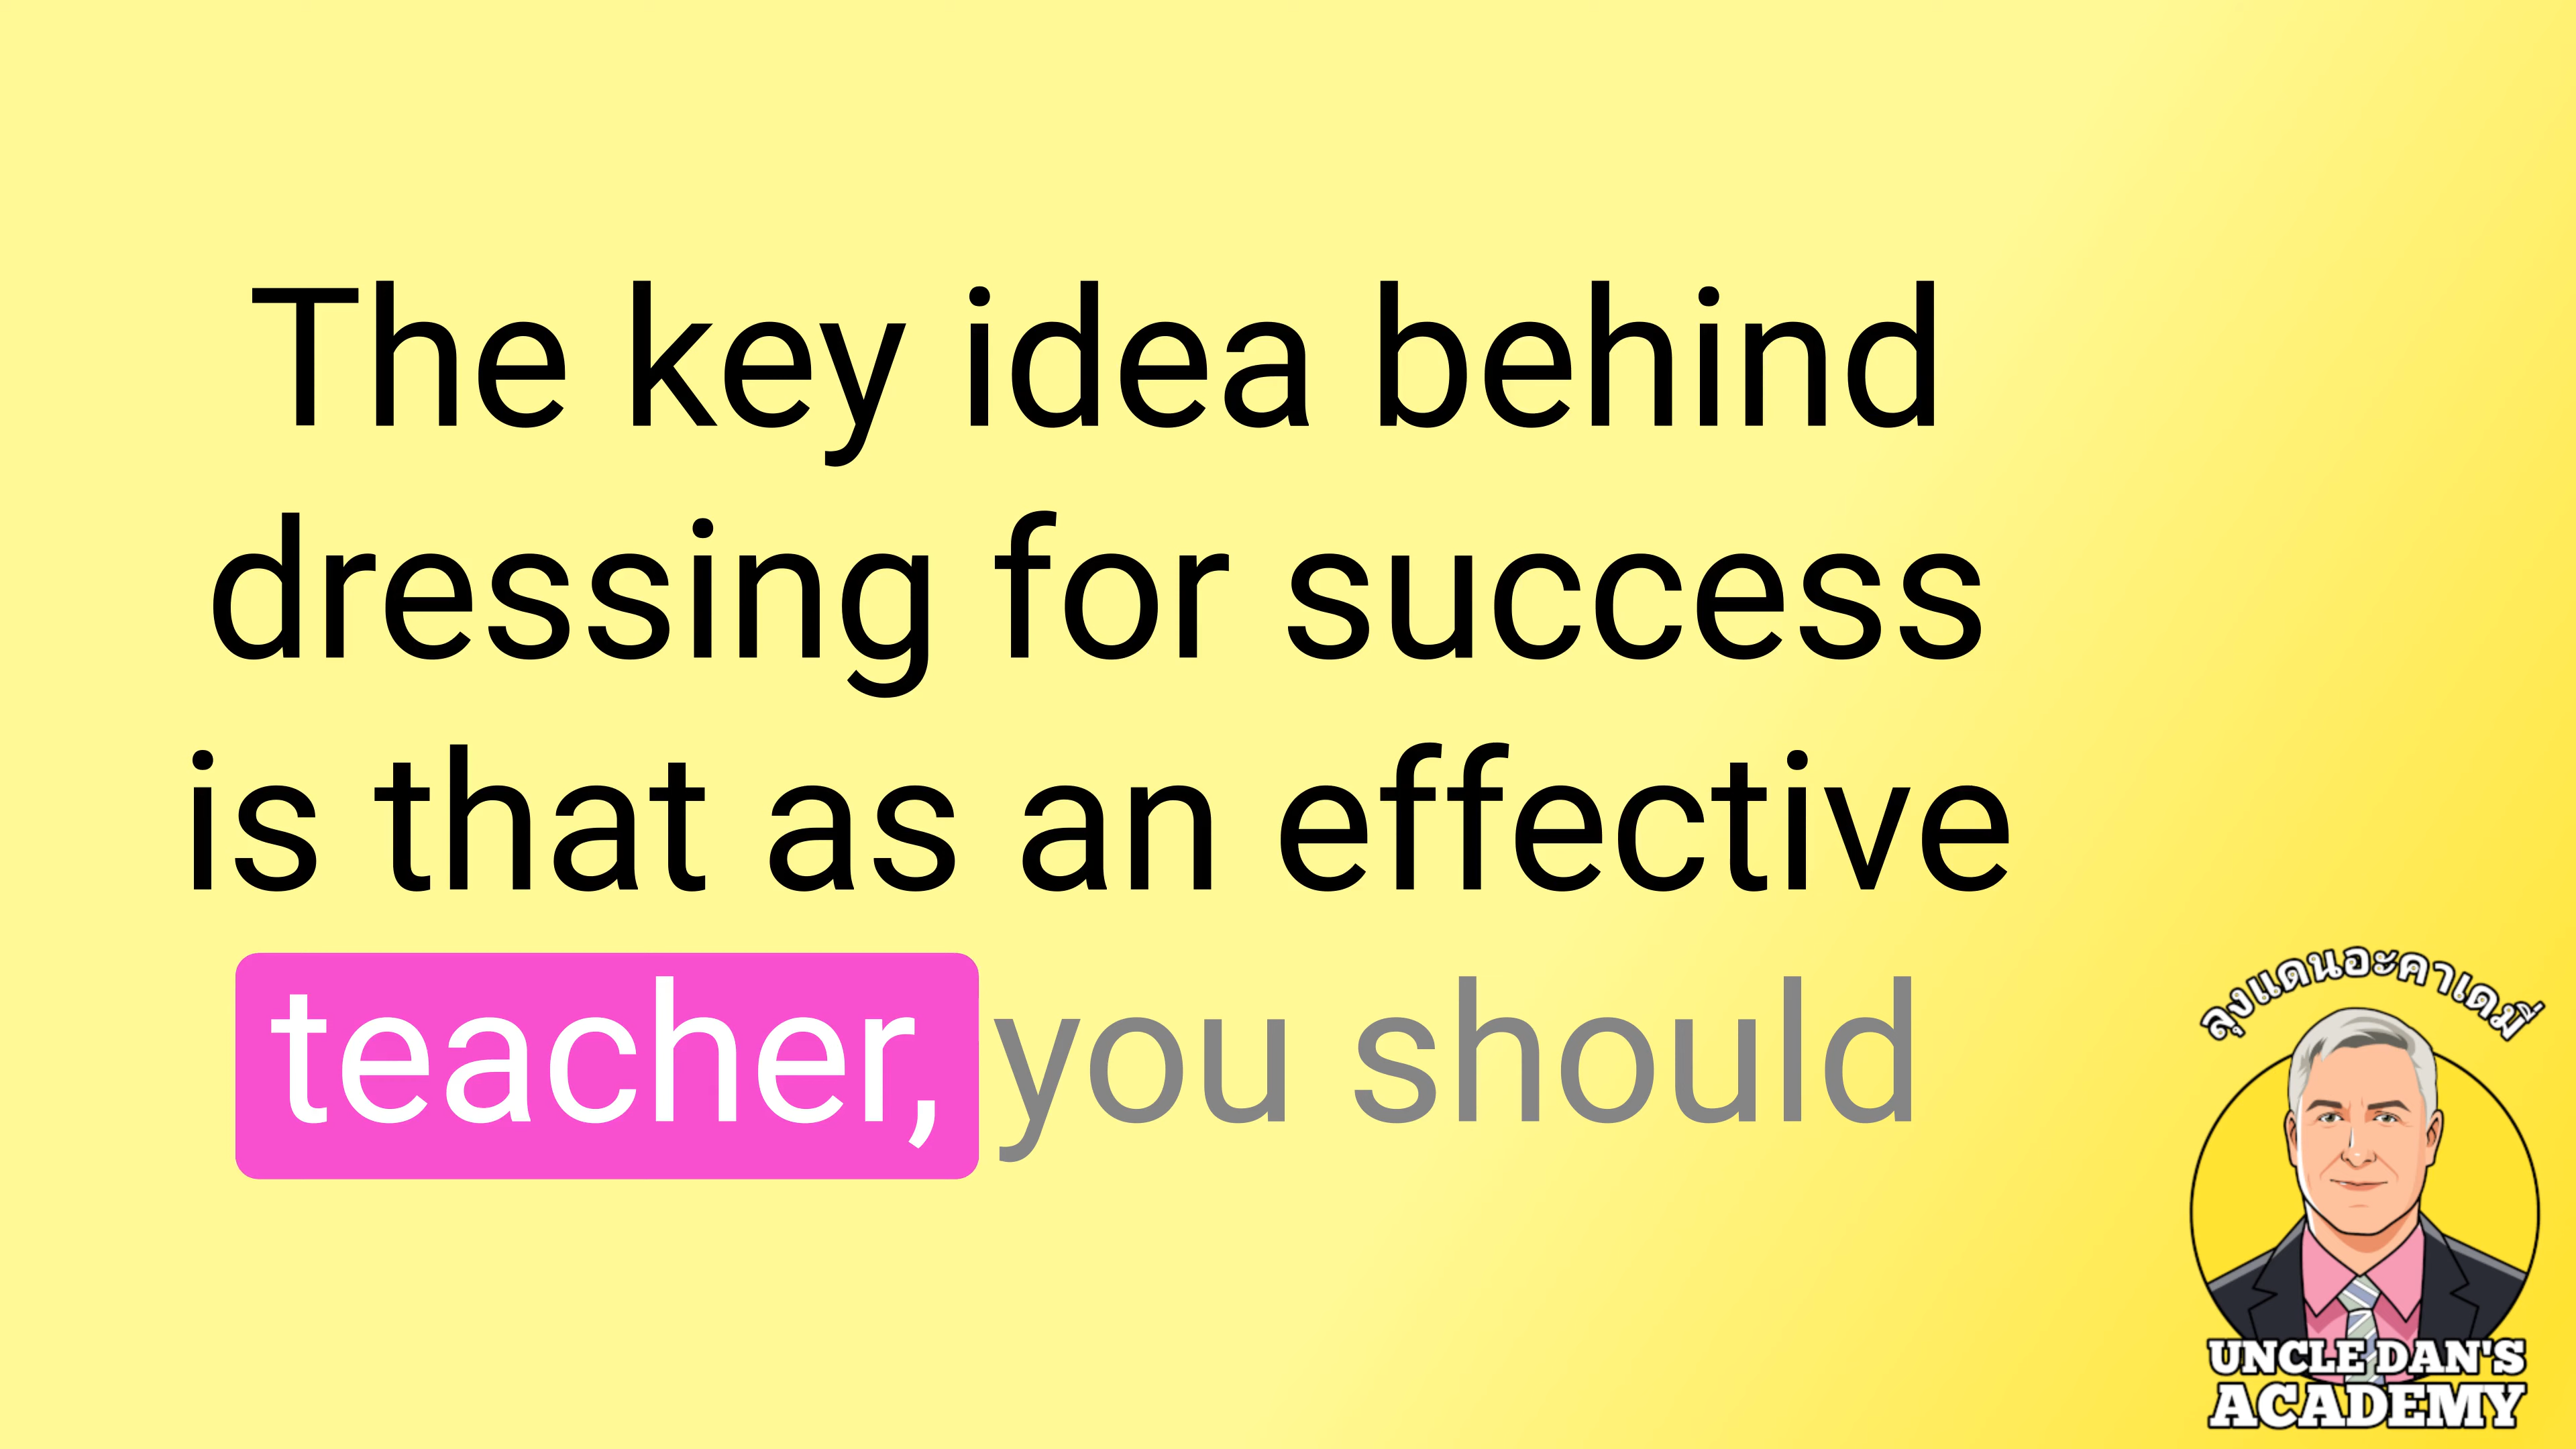 The key idea behind
dressing for success
is that as an effective
teacher, you should
ลุงแดนอะคาเดมี่
UNCLE DAN'S
ACADEMY